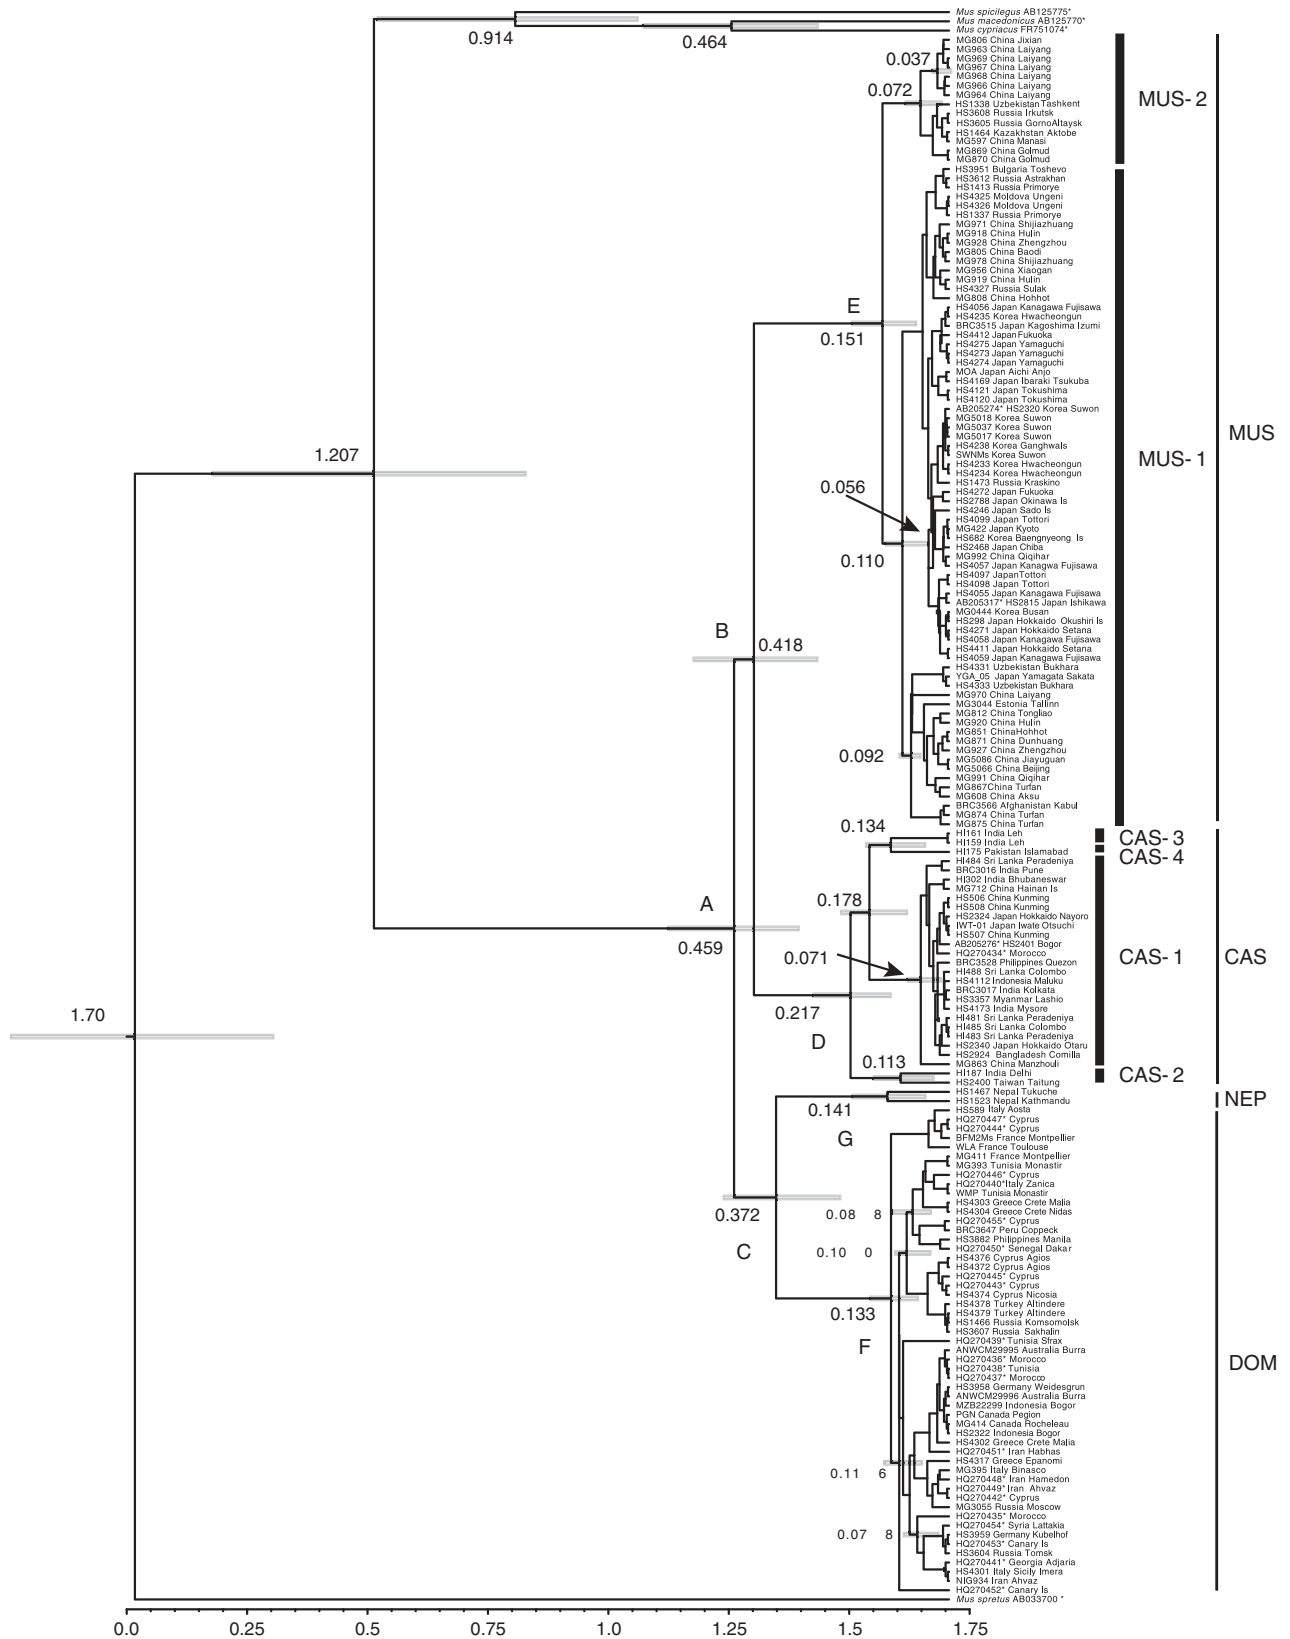 Mus spicilegus AB125775*
Mus macedonicus AB125770*
Mus cypriacus FR751074*
0.914
0.464
MG806 China Jixian
MG963 China Laiyang
MG969 China Laiyang
MG967 China Laiyang
MG968 China Laiyang
MG966 China Laiyang
MG964 China Laiyang
HS1338 Uzbekistan Tashkent
HS3608 Russia Irkutsk
HS3605 Russia GornoAltaysk
HS1464 Kazakhstan Aktobe
MG597 China Manasi
MG869 China Golmud
MG870 China Golmud
0.037
0.072
MUS-2
HS3951 Bulgaria Toshevo
HS3612 Russia Astrakhan
HS1413 Russia Primorye
HS4325 Moldova Ungeni
HS4326 Moldova Ungeni
HS1337 Russia Primorye
MG971 China Shijiazhuang
MG918 China Hulin
MG928 China Zhengzhou
MG805 China Baodi
MG978 China Shijiazhuang
MG956 China Xiaogan
MG919 China Hulin
HS4327 Russia Sulak
MG808 China Hohhot
HS4056 Japan Kanagawa Fujisawa
HS4235 Korea Hwacheongun
BRC3515 Japan Kagoshima Izumi
HS4412 Japan Fukuoka
HS4275 Japan Yamaguchi
HS4273 Japan Yamaguchi
HS4274 Japan Yamaguchi
MOA Japan Aichi Anjo
HS4169 Japan Ibaraki Tsukuba
HS4121 Japan Tokushima
HS4120 Japan Tokushima
AB205274* HS2320 Korea Suwon
MG5018 Korea Suwon
MG5037 Korea Suwon
MG5017 Korea Suwon
HS4238 Korea Ganghwals
SWNMs Korea Suwon
HS4233 Korea Hwacheongun
HS4234 Korea Hwacheongun
HS1473 Russia Kraskino
HS4272 Japan Fukuoka
HS2788 Japan Okinawa Is
HS4246 Japan Sado Is
HS4099 Japan Tottori
MG422 Japan Kyoto
HS682 Korea Baengnyeong Is
HS2468 Japan Chiba
MG992 China Qiqihar
HS4057 Japan Kanagwa Fujisawa
HS4097 JapanTottori
HS4098 Japan Tottori
HS4055 Japan Kanagawa Fujisawa
AB205317* HS2815 Japan Ishikawa
MG0444 Korea Busan
HS298 Japan Hokkaido Okushiri Is
HS4271 Japan Hokkaido Setana
HS4058 Japan Kanagawa Fujisawa
HS4411 Japan Hokkaido Setana
HS4059 Japan Kanagawa Fujisawa
HS4331 Uzbekistan Bukhara
YGA_05 Japan Yamagata Sakata
HS4333 Uzbekistan Bukhara
MG970 China Laiyang
MG3044 Estonia Tallinn
MG812 China Tongliao
MG920 China Hulin
MG851 ChinaHohhot
MG871 China Dunhuang
MG927 China Zhengzhou
MG5086 China Jiayuguan
MG5066 China Beijing
MG991 China Qiqihar
MG867China Turfan
MG608 China Aksu
BRC3566 Afghanistan Kabul
MG874 China Turfan
MG875 China Turfan
E
0.151
0.056
0.110
0.092
MUS-1
MUS
1.207
B
0.418
A
0.459
HI161 India Leh
HI159 India Leh
HI175 Pakistan Islamabad
HI484 Sri Lanka Peradeniya
BRC3016 India Pune
HI302 India Bhubaneswar
MG712 China Hainan Is
HS506 China Kunming
HS508 China Kunming
HS2324 Japan Hokkaido Nayoro
IWT-01 Japan Iwate Otsuchi
HS507 China Kunming
AB205276* HS2401 Bogor
HQ270434* Morocco
BRC3528 Philippines Quezon
HI488 Sri Lanka Colombo
HS4112 Indonesia Maluku
BRC3017 India Kolkata
HS3357 Myanmar Lashio
HS4173 India Mysore
HI481 Sri Lanka Peradeniya
HI485 Sri Lanka Colombo
HI483 Sri Lanka Peradeniya
HS2340 Japan Hokkaido Otaru
HS2924 Bangladesh Comilla
MG863 China Manzhouli
HI187 India Delhi
HS2400 Taiwan Taitung
0.134
0.178
0.071
0.217
D
0.113
CAS-3
CAS-4
CAS-1
CAS-2
CAS
HS1467 Nepal Tukuche
HS1523 Nepal Kathmandu
0.141
G
NEP
1.70
0.372
C
HS589 Italy Aosta
HQ270447* Cyprus
HQ270444* Cyprus
BFM2Ms France Montpellier
WLA France Toulouse
MG411 France Montpellier
MG393 Tunisia Monastir
HQ270446* Cyprus
HQ270440*Italy Zanica
WMP Tunisia Monastir
HS4303 Greece Crete Malia
HS4304 Greece Crete Nidas
HQ270455* Cyprus
BRC3647 Peru Coppeck
HS3882 Philippines Manila
HQ270450* Senegal Dakar
HS4376 Cyprus Agios
HS4372 Cyprus Agios
HQ270445* Cyprus
HQ270443* Cyprus
HS4374 Cyprus Nicosia
HS4378 Turkey Altindere
HS4379 Turkey Altindere
HS1466 Russia Komsomolsk
HS3607 Russia Sakhalin
HQ270439* Tunisia Sfrax
ANWCM29995 Australia Burra
HQ270436* Morocco
HQ270438* Tunisia
HQ270437* Morocco
HS3958 Germany Weidesgrun
ANWCM29996 Australia Burra
MZB22299 Indonesia Bogor
PGN Canada Pegion
MG414 Canada Rocheleau
HS2322 Indonesia Bogor
HS4302 Greece Crete Malia
HQ270451* Iran Habhas
HS4317 Greece Epanomi
MG395 Italy Binasco
HQ270448* Iran Hamedon
HQ270449* Iran Ahvaz
HQ270442* Cyprus
MG3055 Russia Moscow
HQ270435* Morocco
HQ270454* Syria Lattakia
HS3959 Germany Kubelhof
HQ270453* Canary Is
HS3604 Russia Tomsk
HQ270441* Georgia Adjaria
HS4301 Italy Sicily Imera
NIG934 Iran Ahvaz
HQ270452* Canary Is
0.08 8
0.10 0
0.133
F
0.11 6
0.07 8
DOM
Mus spretus AB033700 *
0.0 0.25 0.5 0.75 1.0 1.25 1.5 1.75